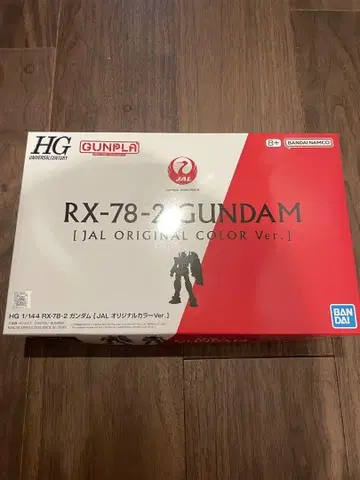 HG
UNIVERSAL CENTURY
GUNPLA
8+
BANDAI NAMCO
JAL
JAPAN AIRLINES
RX-78-2 GUNDAM
[ JAL ORIGINAL COLOR Ver. ]
HG 1/144 RX-78-2 ガンダム [ JAL オリジナルカラーVer. ]
BAN
DAI